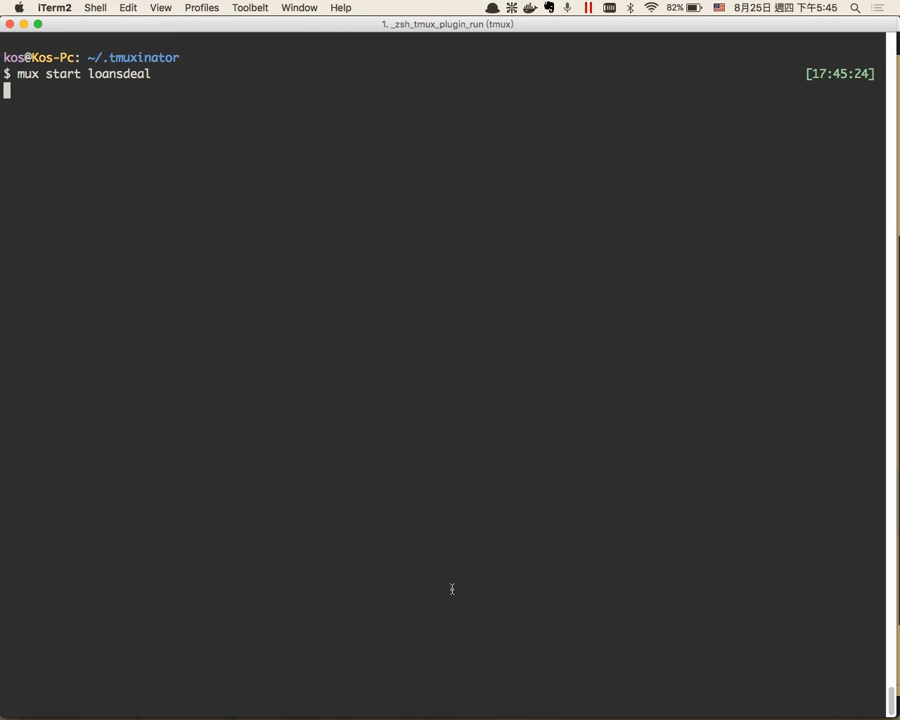 iTerm2 Shell Edit View Profiles Toolbelt Window Help 82% 8月25日 週四 下午5:45
1. _zsh_tmux_plugin_run (tmux)
kos@Kos-Pc: ~/.tmuxinator
$ mux start loansdeal [17:45:24]